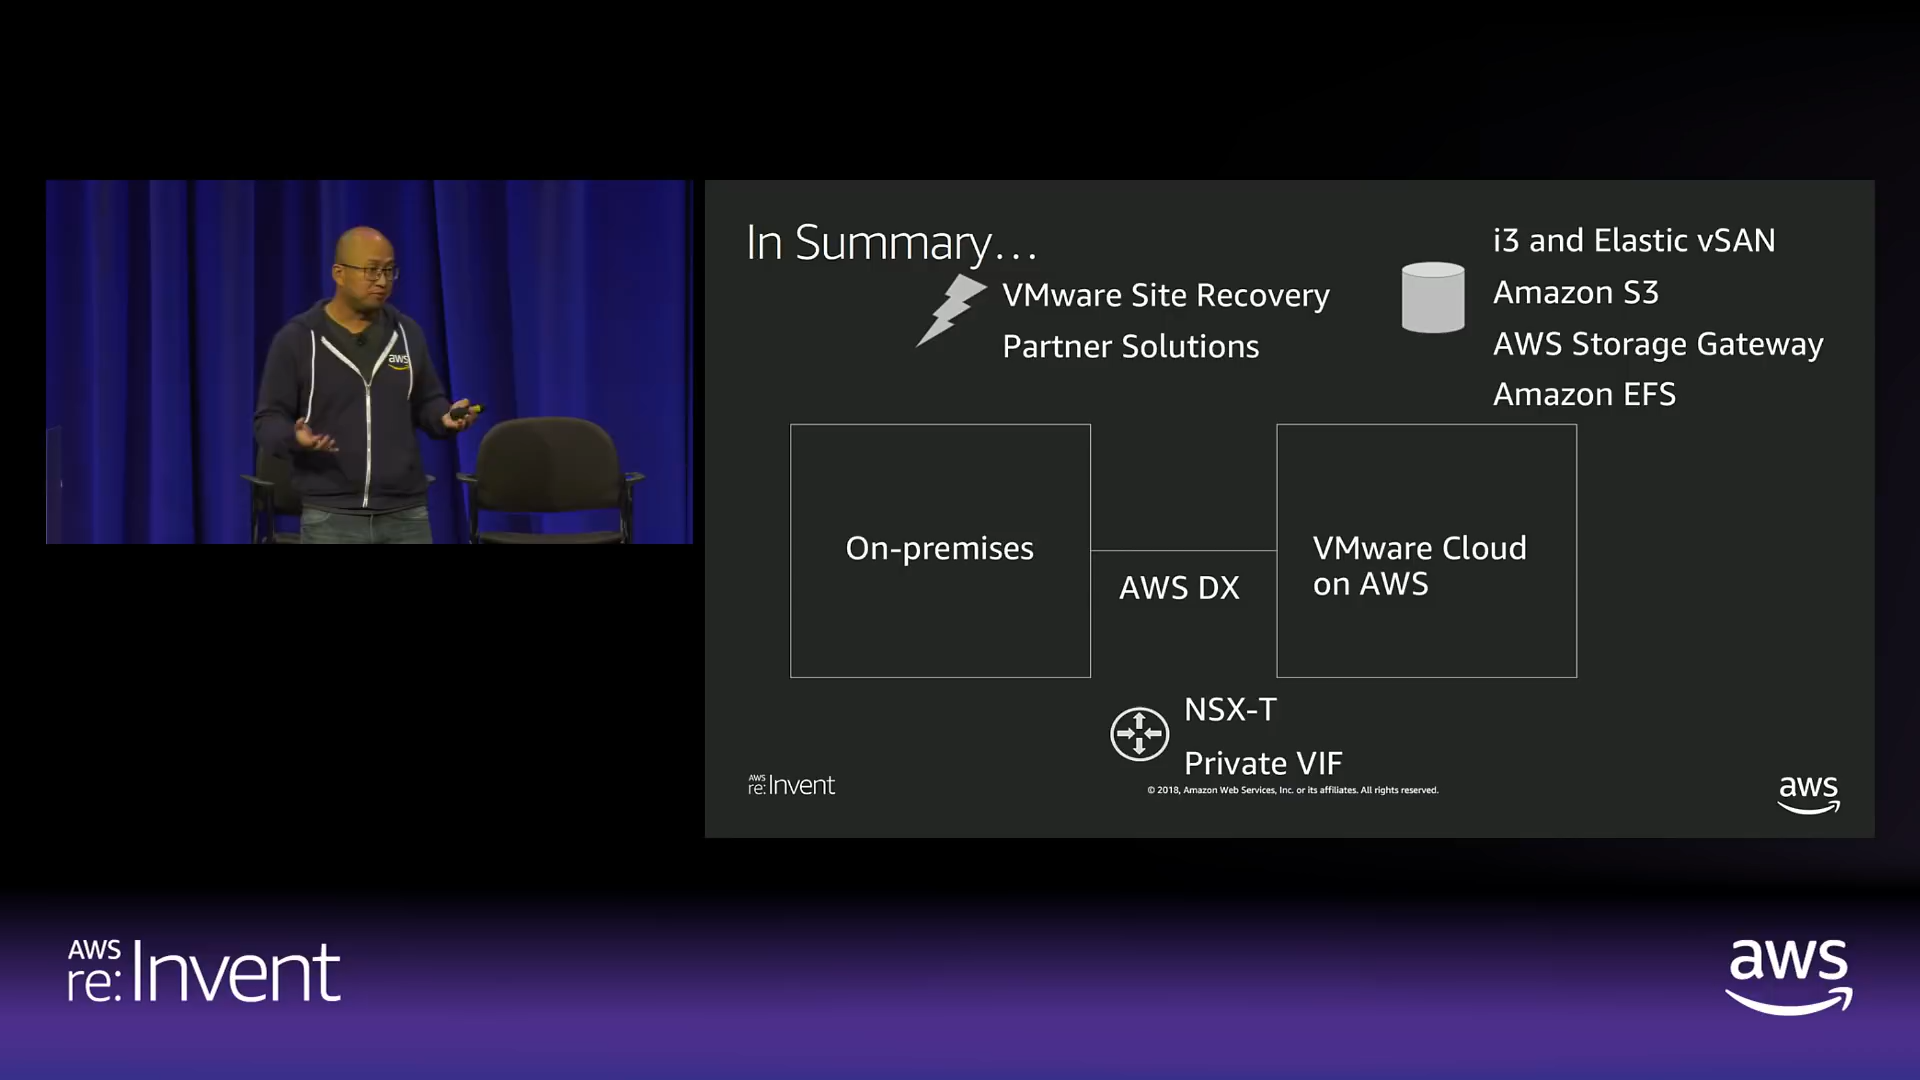 aws
In Summary...
VMware Site Recovery
Partner Solutions
i3 and Elastic vSAN
Amazon S3
AWS Storage Gateway
Amazon EFS
On-premises
AWS DX
VMware Cloud
on AWS
NSX-T
Private VIF
AWS
re:Invent
© 2018, Amazon Web Services, Inc. or its affiliates. All rights reserved.
aws
AWS
re:Invent
aws